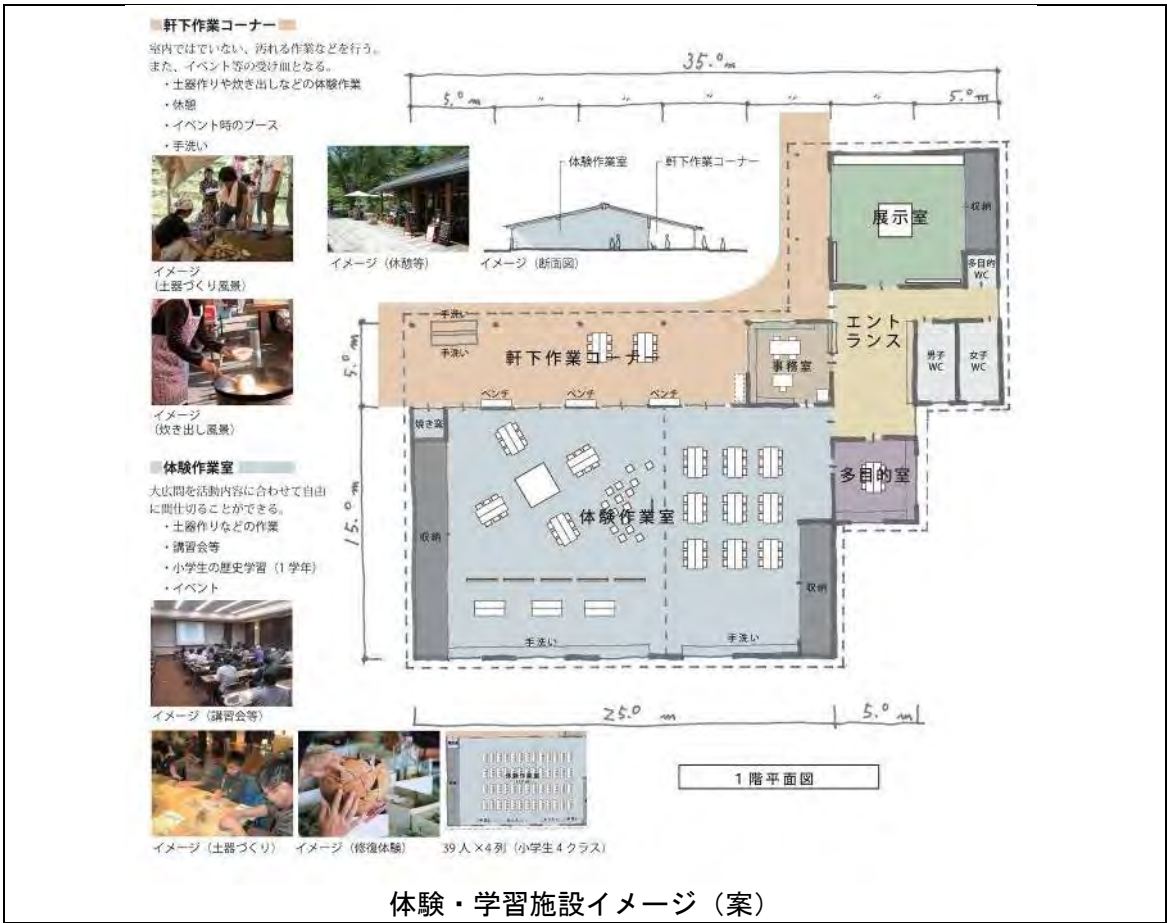 軒下作業コーナー
室内ではでいない、汚れる作業などを行う。
また、イベント等の受け皿となる。
・土器作りや炊き出しなどの体験作業
・休憩
・イベント時のブース
・手洗い
イメージ
(土器づくり風景)
イメージ(休憩等)
体験作業室
軒下作業コーナー
イメージ(断面図)
イメージ
(炊き出し風景)
体験作業室
大広間を活動内容に合わせて自由
に間仕切ることができる。
・土器作りなどの作業
・講習会等
・小学生の歴史学習(1学年)
・イベント
イメージ(講習会等)
イメージ(土器づくり)
イメージ(修復体験)
39人×4列(小学生4クラス)
体験作業室
35.0m
5.0m
〃
〃
〃
〃
〃
5.0m
展示室
収納
多目的
WC
エント
ランス
男子
WC
女子
WC
手洗い
手洗い
軒下作業コーナー
事務室
ベンチ
ベンチ
ベンチ
5.0m
焼き窯
多目的室
体験作業室
15.0m
収納
収納
手洗い
手洗い
25.0m
5.0m
1階平面図
体験・学習施設イメージ(案)